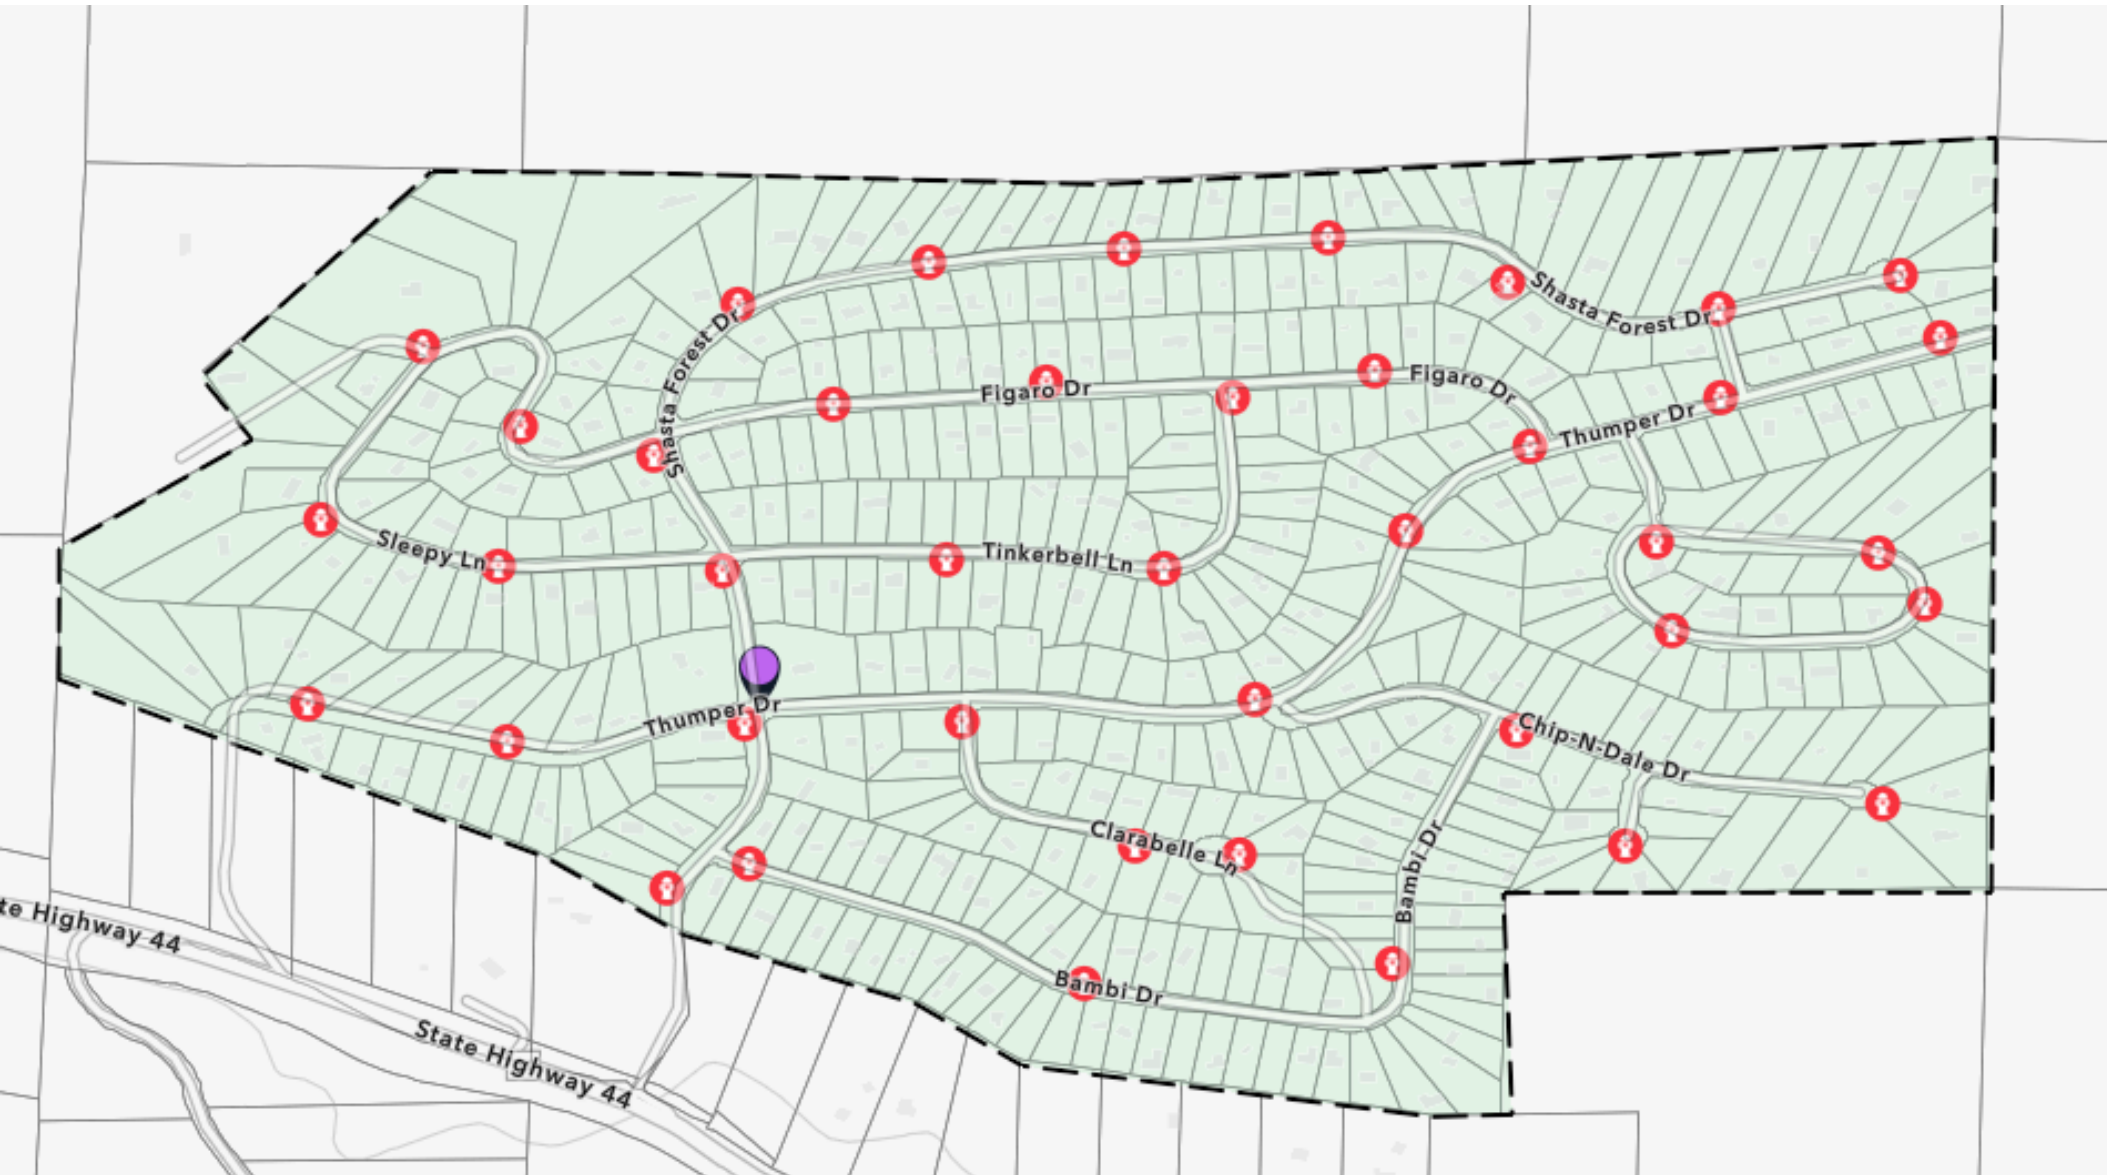 Shasta Forest Dr
Shasta Forest Dr
Figaro Dr
Figaro Dr
Thumper Dr
Sleepy Ln
Tinkerbell Ln
Thumper Dr
Chip-N-Dale Dr
Clarabelle Ln
Bambi Dr
Bambi Dr
te Highway 44
State Highway 44